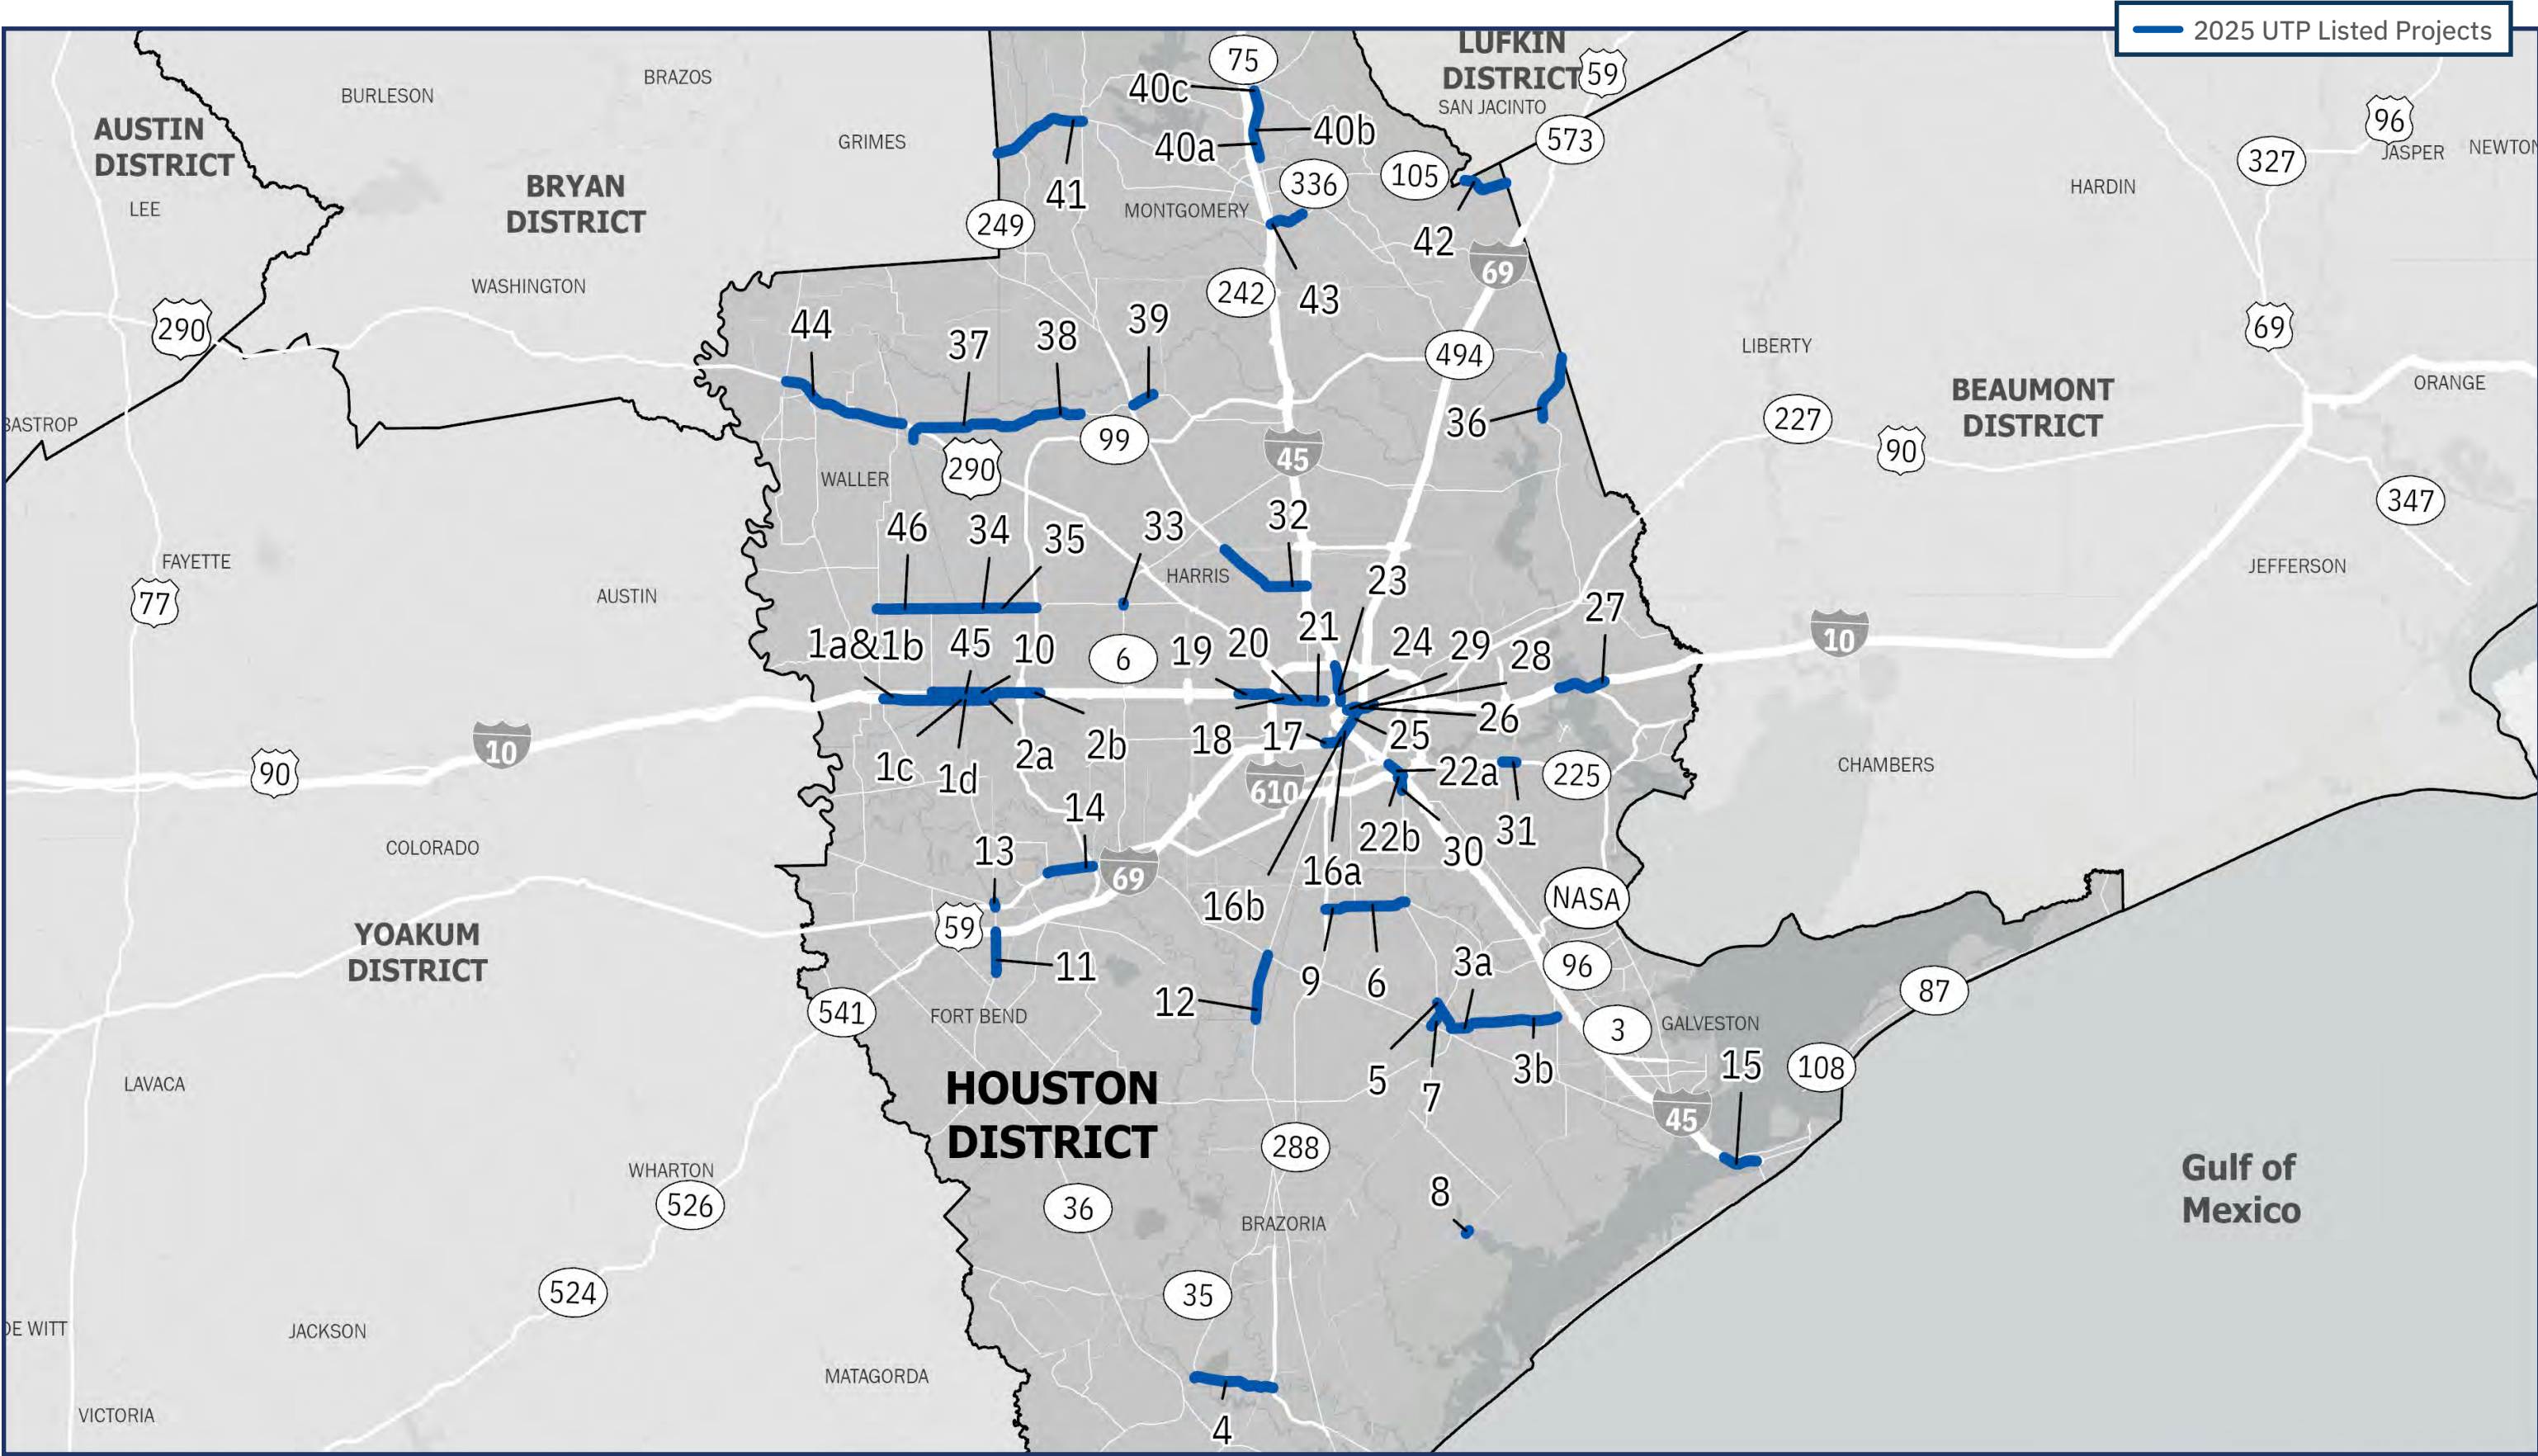 2025 UTP Listed Projects
LUFKIN
DISTRICT
SAN JACINTO
59
75
40c
40b
40a
BRAZOS
BURLESON
AUSTIN
DISTRICT
LEE
GRIMES
BRYAN
DISTRICT
41
249
336
105
573
42
MONTGOMERY
96
327
JASPER
NEWTON
HARDIN
69
242
43
WASHINGTON
290
44
37
38
39
494
36
LIBERTY
69
BEAUMONT
DISTRICT
ORANGE
227
90
347
BASTROP
99
290
45
WALLER
46
34
35
33
32
HARRIS
23
27
FAYETTE
77
AUSTIN
JEFFERSON
1a&1b
45
10
6
19
20
21
24
29
28
10
26
25
18
17
1c
1d
2a
2b
10
90
22a
225
CHAMBERS
610
14
13
22b
30
31
16a
16b
69
COLORADO
59
YOAKUM
DISTRICT
NASA
11
9
6
3a
96
12
87
541
FORT BEND
3
GALVESTON
5
7
3b
15
108
LAVACA
HOUSTON
DISTRICT
45
288
WHARTON
526
36
8
BRAZORIA
Gulf of
Mexico
524
35
DE WITT
JACKSON
MATAGORDA
VICTORIA
4